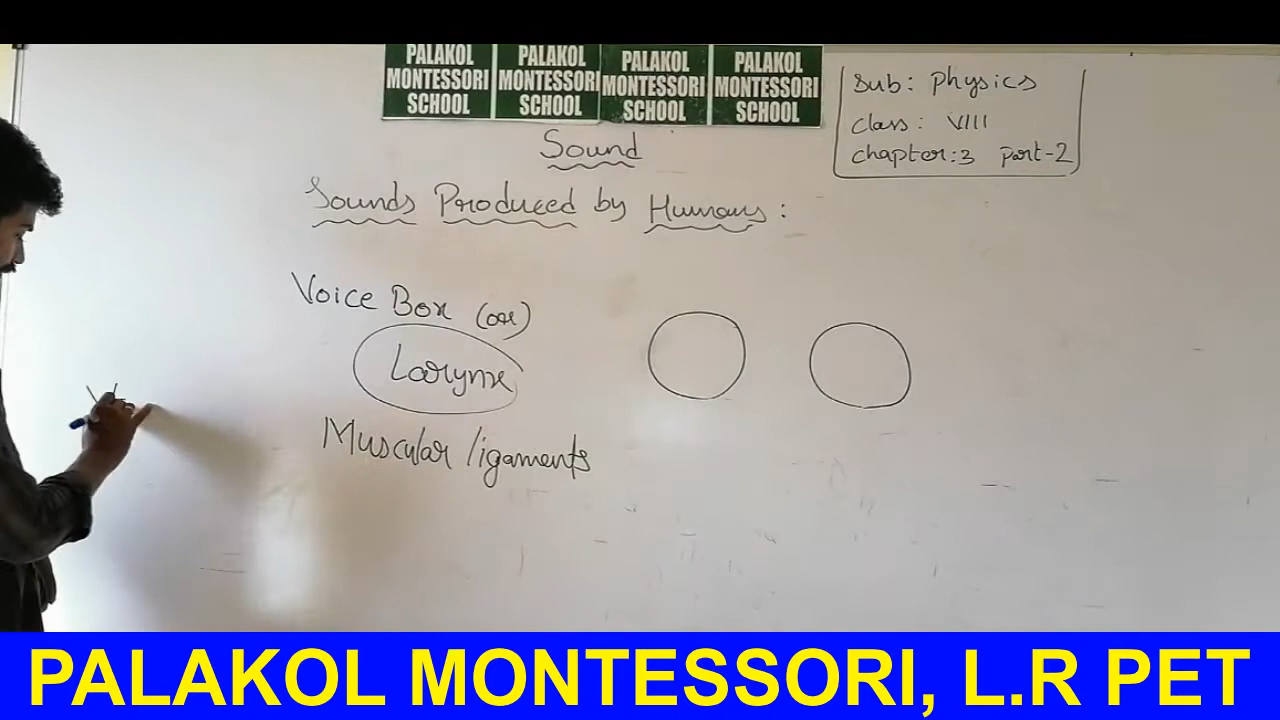 PALAKOL MONTESSORI SCHOOL
PALAKOL MONTESSORI SCHOOL
PALAKOL MONTESSORI SCHOOL
PALAKOL MONTESSORI SCHOOL
Sub: Physics
Class: VIII
Chapter:3 Part-2
Sound
Sounds Produced by Humans:
Voice Box (or)
Larynx
Muscular ligaments
PALAKOL MONTESSORI, L.R PET